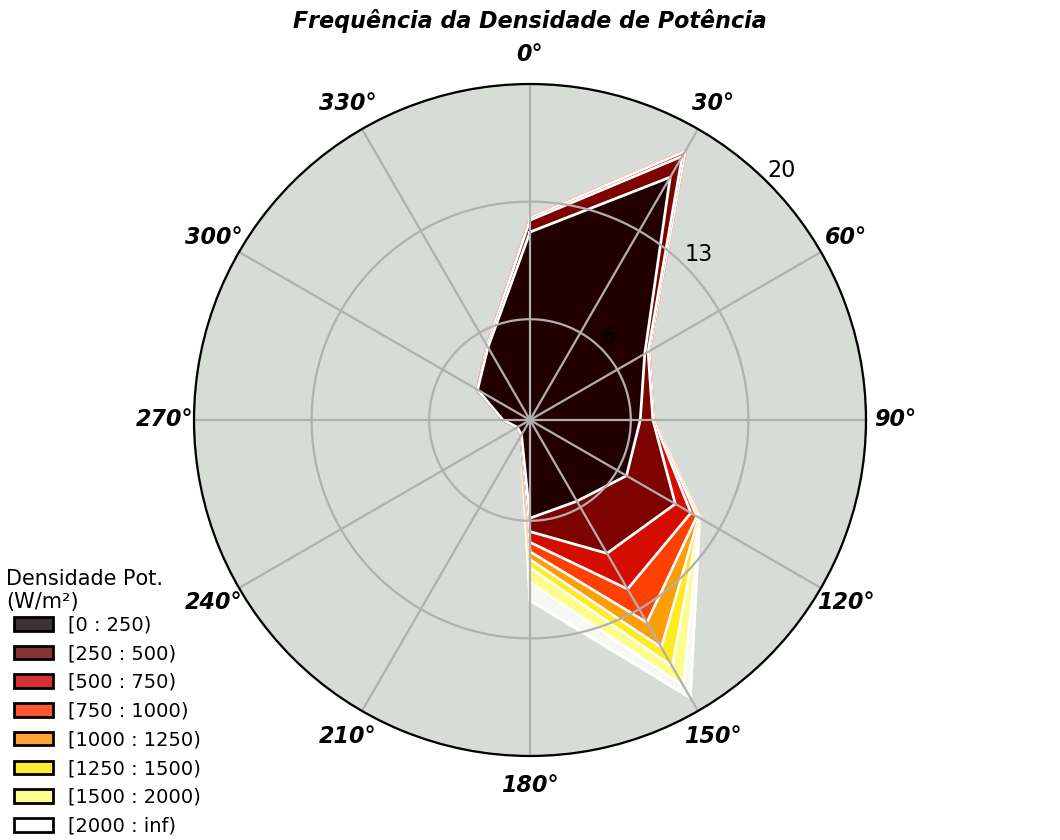 Frequência da Densidade de Potência
0°
330°
30°
20
300°
60°
13
6
270°
90°
240°
120°
210°
150°
180°
Densidade Pot.
(W/m²)
[0 : 250)
[250 : 500)
[500 : 750)
[750 : 1000)
[1000 : 1250)
[1250 : 1500)
[1500 : 2000)
[2000 : inf)